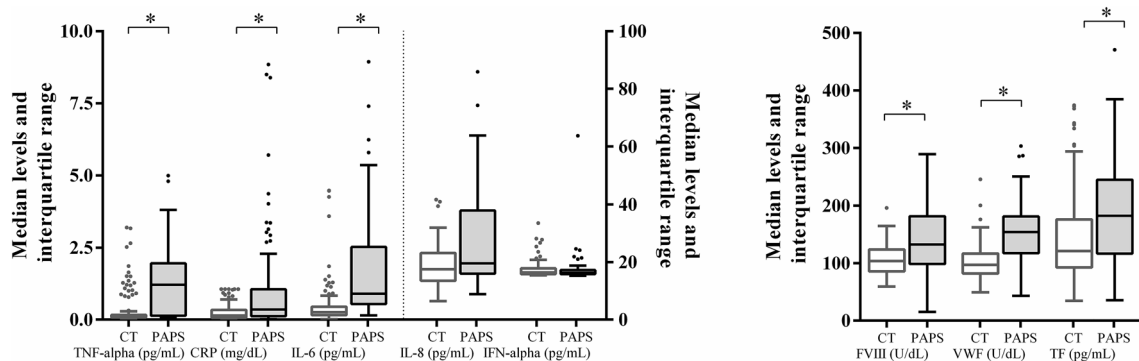 * * *
Median levels and
interquartile range
10.0
7.5
5.0
2.5
0.0
CT PAPS CT PAPS CT PAPS CT PAPS CT PAPS
TNF-alpha (pg/mL) CRP (mg/dL) IL-6 (pg/mL) IL-8 (pg/mL) IFN-alpha (pg/mL)
100
80
60
40
20
0
Median levels and
interquartile range
* * *
Median levels and
interquartile range
500
400
300
200
100
0
CT PAPS CT PAPS CT PAPS
FVIII (U/dL) VWF (U/dL) TF (pg/mL)